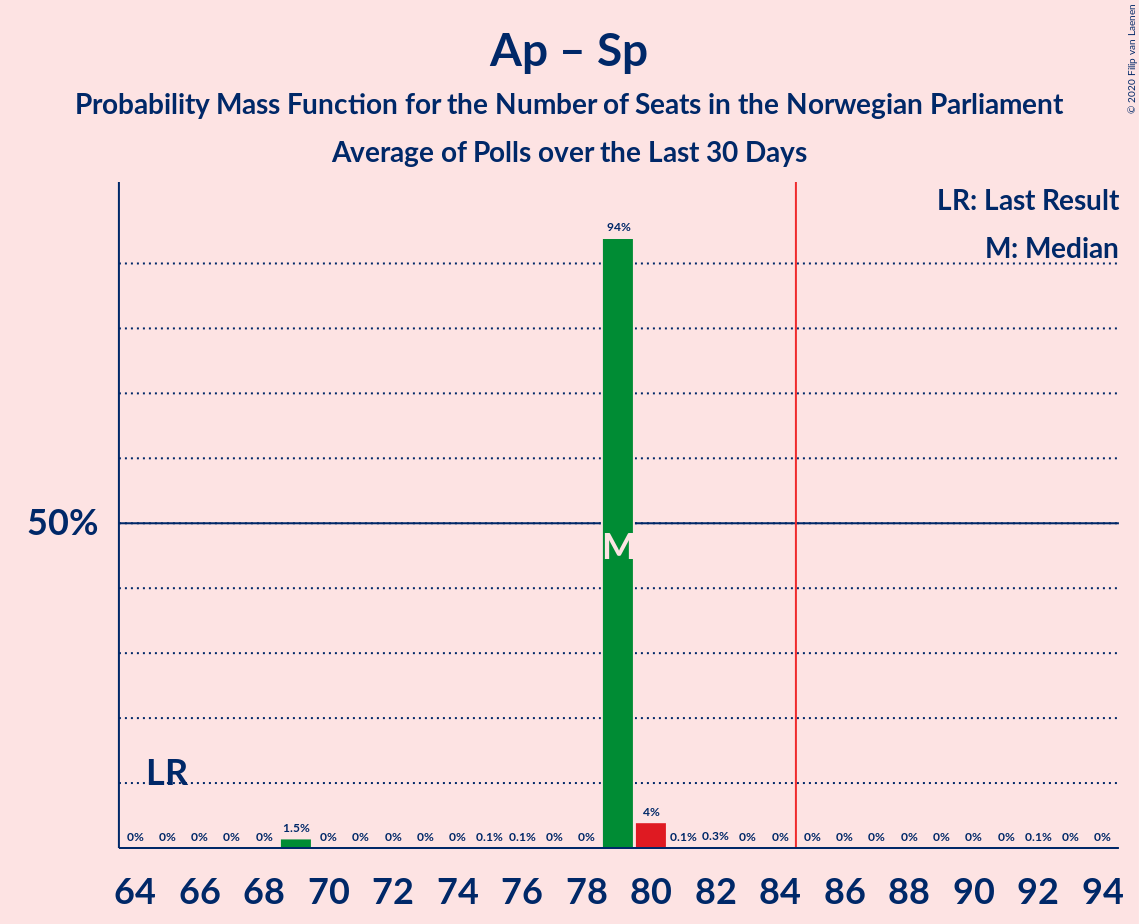 Ap – Sp
Probability Mass Function for the Number of Seats in the Norwegian Parliament
Average of Polls over the Last 30 Days
© 2020 Filip van Laenen
LR: Last Result
M: Median
94%
50%
M
LR
0% 0% 0% 0% 0% 1.5% 0% 0% 0% 0% 0% 0.1% 0.1% 0% 0% 4% 0.1% 0.3% 0% 0% 0% 0% 0% 0% 0% 0% 0% 0.1% 0% 0%
64 66 68 70 72 74 76 78 80 82 84 86 88 90 92 94